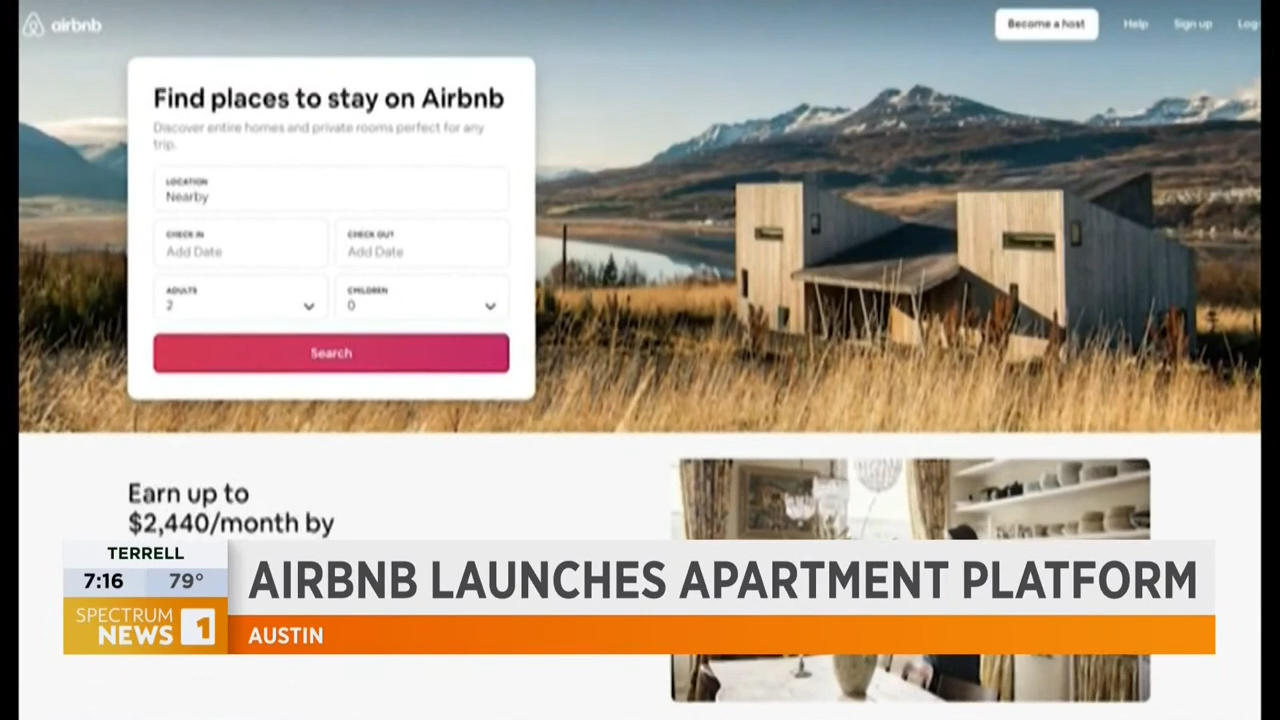 airbnb
Become a host Help Sign up Log
Find places to stay on Airbnb
Discover entire homes and private rooms perfect for any
trip.
LOCATION
Nearby
CHECK IN CHECK OUT
Add Date Add Date
ADULTS CHILDREN
2 0
Search
Earn up to
$2,440/month by
TERRELL
7:16 79°
SPECTRUM
NEWS 1
AIRBNB LAUNCHES APARTMENT PLATFORM
AUSTIN